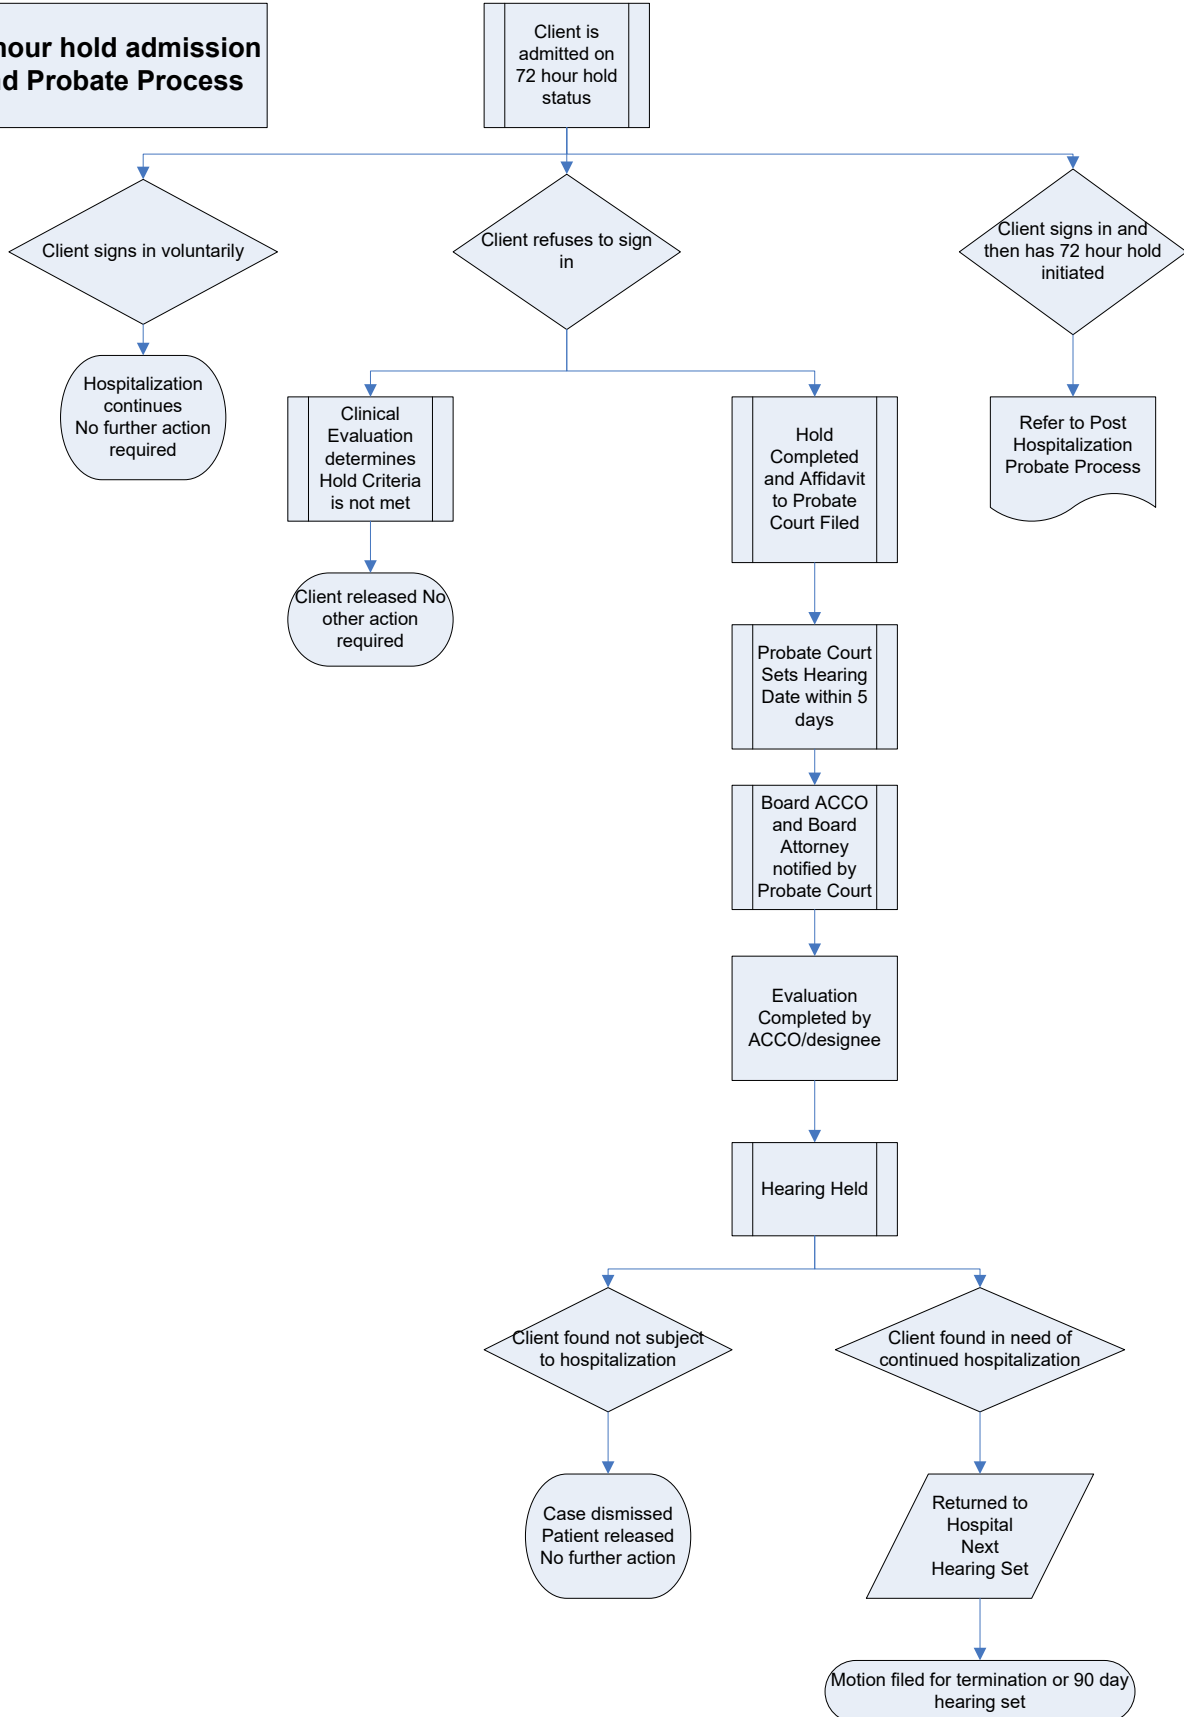 hour hold admission
d Probate Process
Client is
admitted on
72 hour hold
status
Client signs in voluntarily
Client refuses to sign
in
Client signs in and
then has 72 hour hold
initiated
Hospitalization
continues
No further action
required
Clinical
Evaluation
determines
Hold Criteria
is not met
Hold
Completed
and Affidavit
to Probate
Court Filed
Refer to Post
Hospitalization
Probate Process
Client released No
other action
required
Probate Court
Sets Hearing
Date within 5
days
Board ACCO
and Board
Attorney
notified by
Probate Court
Evaluation
Completed by
ACCO/designee
Hearing Held
Client found not subject
to hospitalization
Client found in need of
continued hospitalization
Case dismissed
Patient released
No further action
Returned to
Hospital
Next
Hearing Set
Motion filed for termination or 90 day
hearing set